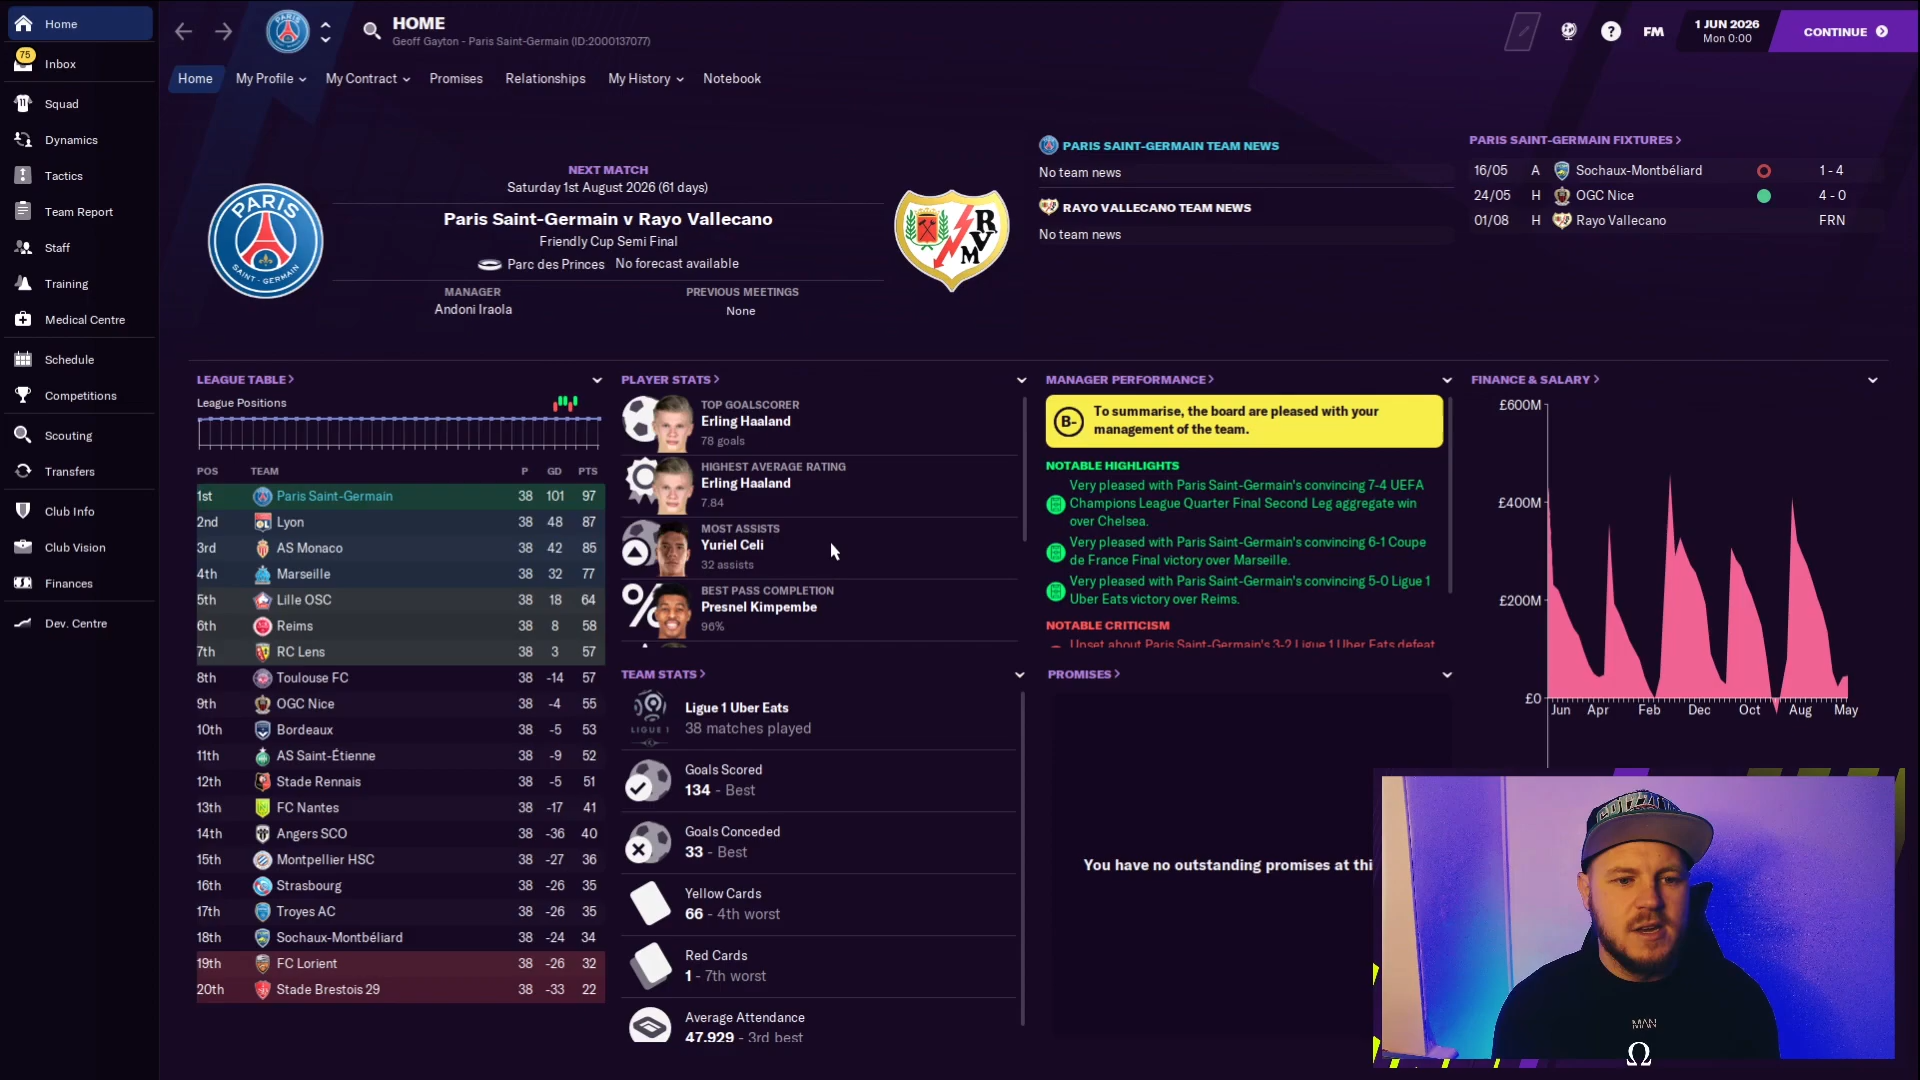 Home
75
Inbox
Squad
Dynamics
Tactics
Team Report
Staff
Training
Medical Centre
Schedule
Competitions
Scouting
Transfers
Club Info
Club Vision
Finances
Dev. Centre
HOME
Geoff Gayton - Paris Saint-Germain (ID:2000137077)
FM
1 JUN 2026
Mon 0:00
CONTINUE
Home My Profile My Contract Promises Relationships My History Notebook
NEXT MATCH
Saturday 1st August 2026 (61 days)
Paris Saint-Germain v Rayo Vallecano
Friendly Cup Semi Final
Parc des Princes No forecast available
MANAGER
Andoni Iraola
PREVIOUS MEETINGS
None
PARIS
SAINT - GERMAIN
PARIS SAINT-GERMAIN TEAM NEWS
No team news
RAYO VALLECANO TEAM NEWS
No team news
PARIS SAINT-GERMAIN FIXTURES
16/05 A Sochaux-Montbéliard 1 - 4
24/05 H OGC Nice 4 - 0
01/08 H Rayo Vallecano FRN
LEAGUE TABLE
League Positions
POS TEAM P GD PTS
1st Paris Saint-Germain 38 101 97
2nd Lyon 38 48 87
3rd AS Monaco 38 42 85
4th Marseille 38 32 77
5th Lille OSC 38 18 64
6th Reims 38 8 58
7th RC Lens 38 3 57
8th Toulouse FC 38 -14 57
9th OGC Nice 38 -4 55
10th Bordeaux 38 -5 53
11th AS Saint-Étienne 38 -9 52
12th Stade Rennais 38 -5 51
13th FC Nantes 38 -17 41
14th Angers SCO 38 -36 40
15th Montpellier HSC 38 -27 36
16th Strasbourg 38 -26 35
17th Troyes AC 38 -26 35
18th Sochaux-Montbéliard 38 -24 34
19th FC Lorient 38 -26 32
20th Stade Brestois 29 38 -33 22
PLAYER STATS
TOP GOALSCORER
Erling Haaland
78 goals
HIGHEST AVERAGE RATING
Erling Haaland
7.84
MOST ASSISTS
Yuriel Celi
32 assists
BEST PASS COMPLETION
Presnel Kimpembe
96%
TEAM STATS
LIGUE 1
Ligue 1 Uber Eats
38 matches played
Goals Scored
134 - Best
Goals Conceded
33 - Best
Yellow Cards
66 - 4th worst
Red Cards
1 - 7th worst
Average Attendance
47,929 - 3rd best
MANAGER PERFORMANCE
B-
To summarise, the board are pleased with your
management of the team.
NOTABLE HIGHLIGHTS
Very pleased with Paris Saint-Germain's convincing 7-4 UEFA
Champions League Quarter Final Second Leg aggregate win
over Chelsea.
Very pleased with Paris Saint-Germain's convincing 6-1 Coupe
de France Final victory over Marseille.
Very pleased with Paris Saint-Germain's convincing 5-0 Ligue 1
Uber Eats victory over Reims.
NOTABLE CRITICISM
Upset about Paris Saint-Germain's 3-2 Ligue 1 Uber Eats defeat
PROMISES
You have no outstanding promises at thi
FINANCE & SALARY
£600M
£400M
£200M
£0
Jun Apr Feb Dec Oct Aug May
MAN
Ω